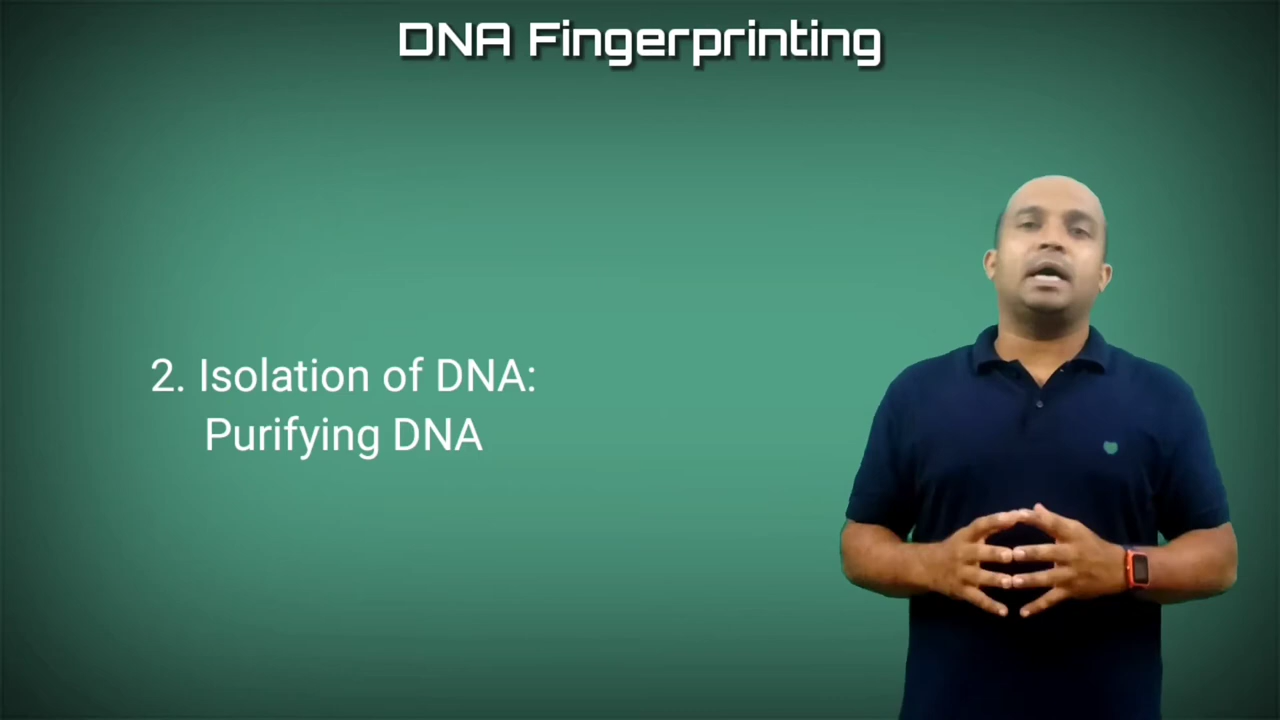 DNA Fingerprinting
2. Isolation of DNA:
Purifying DNA